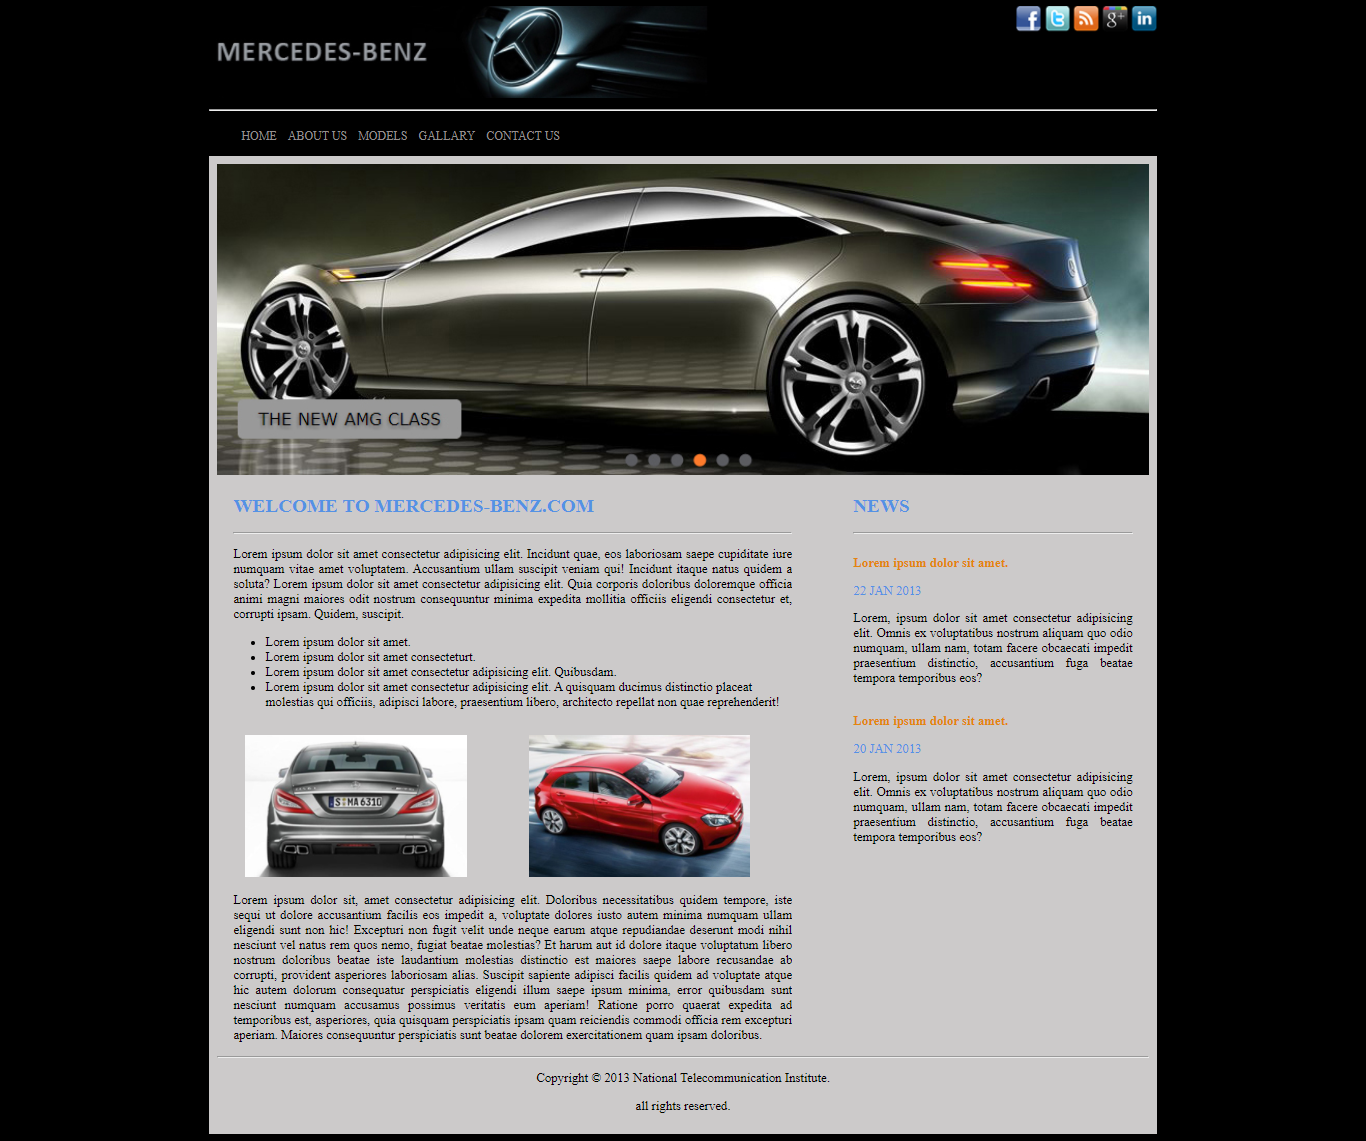 MERCEDES-BENZ
HOME ABOUT US MODELS GALLARY CONTACT US
THE NEW AMG CLASS
WELCOME TO MERCEDES-BENZ.COM
Lorem ipsum dolor sit amet consectetur adipisicing elit. Incidunt quae, eos laboriosam saepe cupiditate iure
numquam vitae amet voluptatem. Accusantium ullam suscipit veniam qui! Incidunt itaque natus quidem a
soluta? Lorem ipsum dolor sit amet consectetur adipisicing elit. Quia corporis doloribus doloremque officia
animi magni maiores odit nostrum consequuntur minima expedita mollitia officiis eligendi consectetur et,
corrupti ipsam. Quidem, suscipit.
Lorem ipsum dolor sit amet.
Lorem ipsum dolor sit amet consecteturt.
Lorem ipsum dolor sit amet consectetur adipisicing elit. Quibusdam.
Lorem ipsum dolor sit amet consectetur adipisicing elit. A quisquam ducimus distinctio placeat
molestias qui officiis, adipisci labore, praesentium libero, architecto repellat non quae reprehenderit!
S MA 6310
Lorem ipsum dolor sit, amet consectetur adipisicing elit. Doloribus necessitatibus quidem tempore, iste
sequi ut dolore accusantium facilis eos impedit a, voluptate dolores iusto autem minima numquam ullam
eligendi sunt non hic! Excepturi non fugit velit unde neque earum atque repudiandae deserunt modi nihil
nesciunt vel natus rem quos nemo, fugiat beatae molestias? Et harum aut id dolore itaque voluptatum libero
nostrum doloribus beatae iste laudantium molestias distinctio est maiores saepe labore recusandae ab
corrupti, provident asperiores laboriosam alias. Suscipit sapiente adipisci facilis quidem ad voluptate atque
hic autem dolorum consequatur perspiciatis eligendi illum saepe ipsum minima, error quibusdam sunt
nesciunt numquam accusamus possimus veritatis eum aperiam! Ratione porro quaerat expedita ad
temporibus est, asperiores, quia quisquam perspiciatis ipsam quam reiciendis commodi officia rem excepturi
aperiam. Maiores consequuntur perspiciatis sunt beatae dolorem exercitationem quam ipsam doloribus.
NEWS
Lorem ipsum dolor sit amet.
22 JAN 2013
Lorem, ipsum dolor sit amet consectetur adipisicing
elit. Omnis ex voluptatibus nostrum aliquam quo odio
numquam, ullam nam, totam facere obcaecati impedit
praesentium distinctio, accusantium fuga beatae
tempora temporibus eos?
Lorem ipsum dolor sit amet.
20 JAN 2013
Lorem, ipsum dolor sit amet consectetur adipisicing
elit. Omnis ex voluptatibus nostrum aliquam quo odio
numquam, ullam nam, totam facere obcaecati impedit
praesentium distinctio, accusantium fuga beatae
tempora temporibus eos?
Copyright © 2013 National Telecommunication Institute.
all rights reserved.